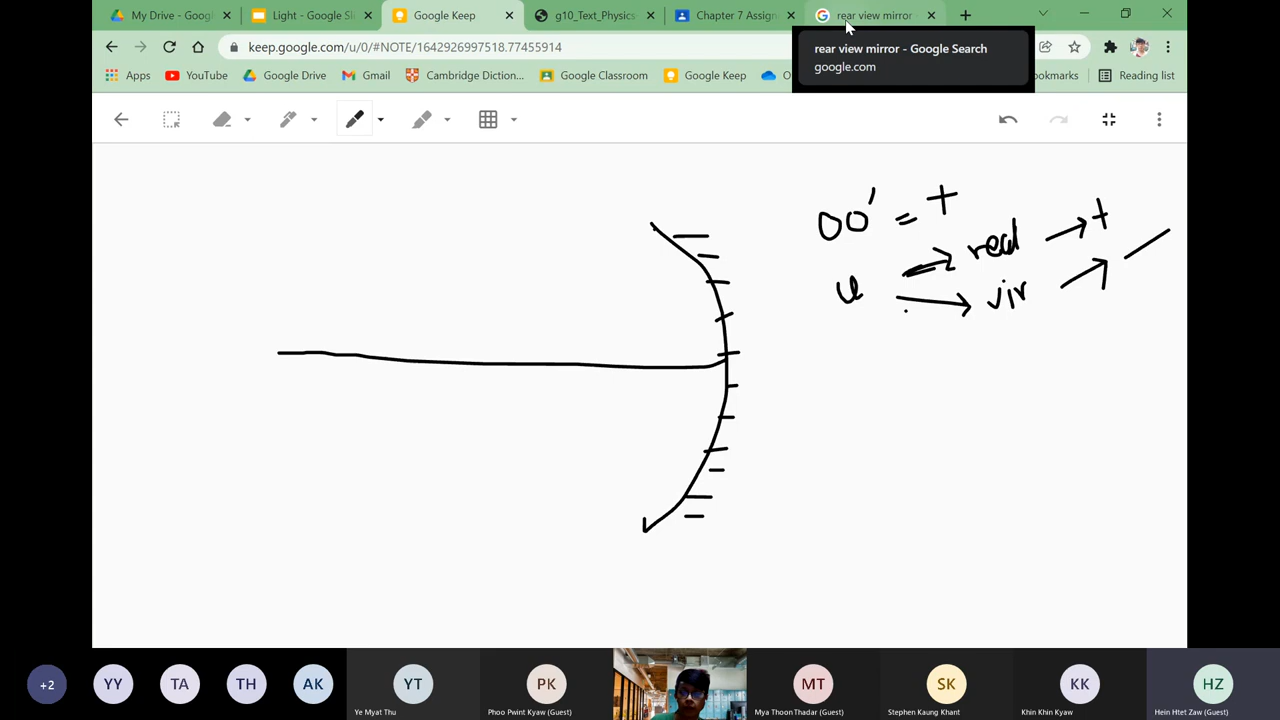 My Drive - Googl
Light - Google Sli
Google Keep
g10_Text_Physics
Chapter 7 Assign
rear view mirror
keep.google.com/u/0/#NOTE/1642926997518.77455914
rear view mirror - Google Search
google.com
Apps
YouTube
Google Drive
Gmail
Cambridge Diction...
Google Classroom
Google Keep
O
okmarks
Reading list
OO' = +
u → real → +
→ vir →
+2
YY
TA
TH
AK
YT
PK
MT
SK
KK
HZ
Ye Myat Thu
Phoo Pwint Kyaw (Guest)
Mya Thoon Thadar (Guest)
Stephen Kaung Khant
Khin Khin Kyaw
Hein Htet Zaw (Guest)